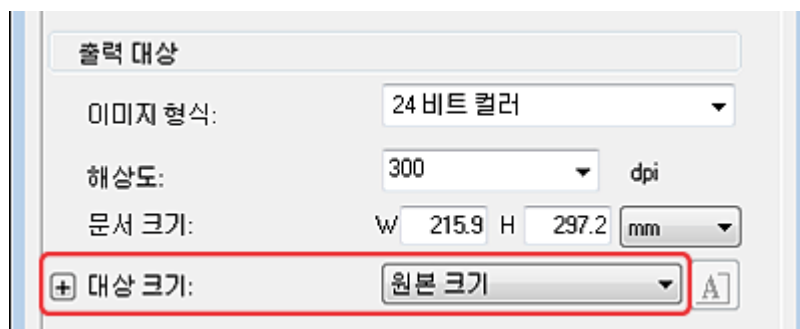 출력 대상
이미지 형식: 24 비트 컬러
해상도: 300 dpi
문서 크기: W 215.9 H 297.2 mm
+ 대상 크기: 원본 크기 A